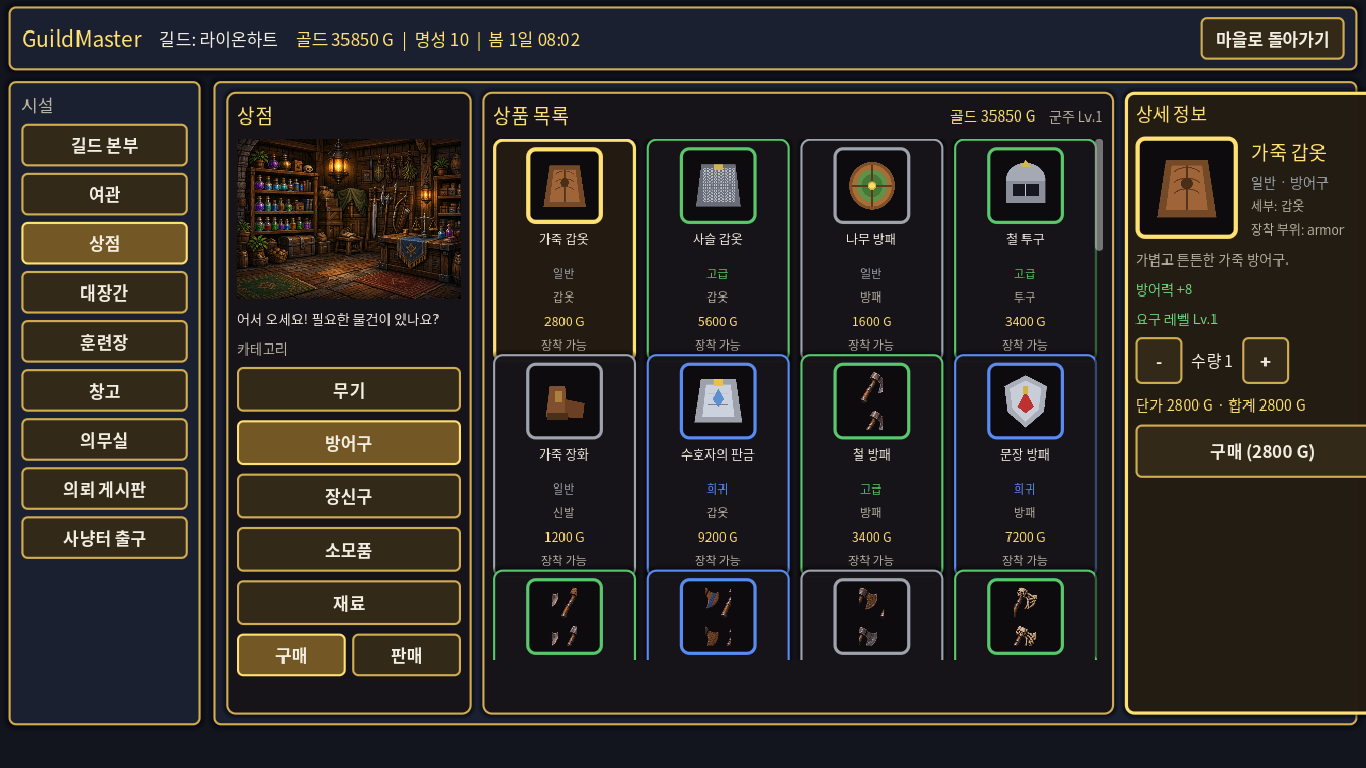 GuildMaster 길드: 라이온하트 골드 35850 G | 명성 10 | 봄 1일 08:02
마을로 돌아가기
시설
길드 본부
여관
상점
대장간
훈련장
창고
의무실
의뢰 게시판
사냥터 출구
상점
어서 오세요! 필요한 물건이 있나요?
카테고리
무기
방어구
장신구
소모품
재료
구매 판매
상품 목록 골드 35850 G 군주 Lv.1
가죽 갑옷 사슬 갑옷 나무 방패 철 투구
일반 고급 일반 고급
갑옷 갑옷 방패 투구
2800 G 5600 G 1600 G 3400 G
장착 가능 장착 가능 장착 가능 장착 가능
가죽 장화 수호자의 판금 철 방패 문장 방패
일반 희귀 고급 희귀
신발 갑옷 방패 방패
1200 G 9200 G 3400 G 7200 G
장착 가능 장착 가능 장착 가능 장착 가능
상세 정보
가죽 갑옷
일반 · 방어구
세부: 갑옷
장착 부위: armor
가볍고 튼튼한 가죽 방어구.
방어력 +8
요구 레벨 Lv.1
- 수량 1 +
단가 2800 G · 합계 2800 G
구매 (2800 G)